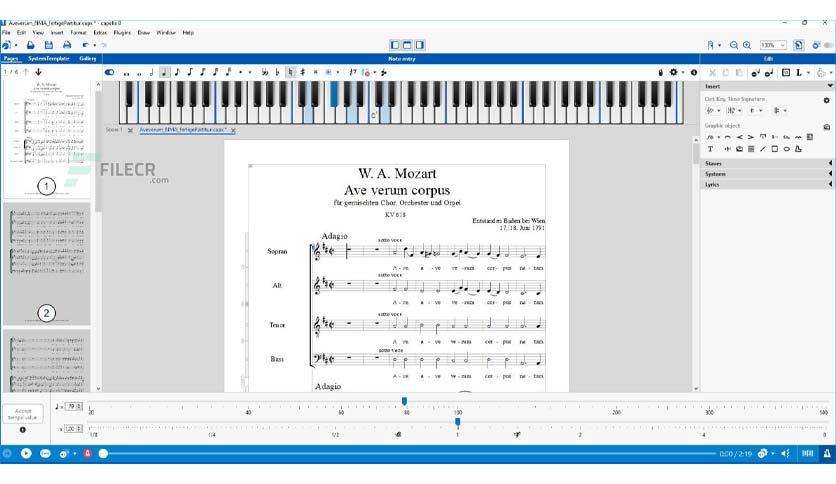 Aveverum_NMA_fertigePartitur.capx * - capella 8
File Edit View Insert Format Extras Plugins Draw Window Help
130%
Pages SystemTemplate Gallery
Note entry
Edit
1 / 6
Insert
Clef, Key, Time Signature
C'
Graphic object
Score 1 Aveverum_NMA_fertigePartitur.capx*
T
Staves
Systems
Lyrics
FILECR
.com
1
2
W. A. Mozart
Ave verum corpus
für gemischten Chor, Orchester und Orgel
KV 618
Entstanden Baden bei Wien
17./18. Juni 1791
Adagio
sotto voce
Sopran
A - ve, a - ve ve - rum cor - pus na - tum
sotto voce
Alt
A - ve, a - ve ve - rum cor - pus na - tum
sotto voce
Tenor
A - ve, a - ve ve - rum cor - pus na - tum
sotto voce
Bass
A - ve, a - ve ve - rum cor - pus na - tum
Adagio
Accept
tempo value
= 79
20 40 60 80 100 200 300 500
x 1,00
1/8 1/4 1/2 1 2 4 8
0:00 / 2:19